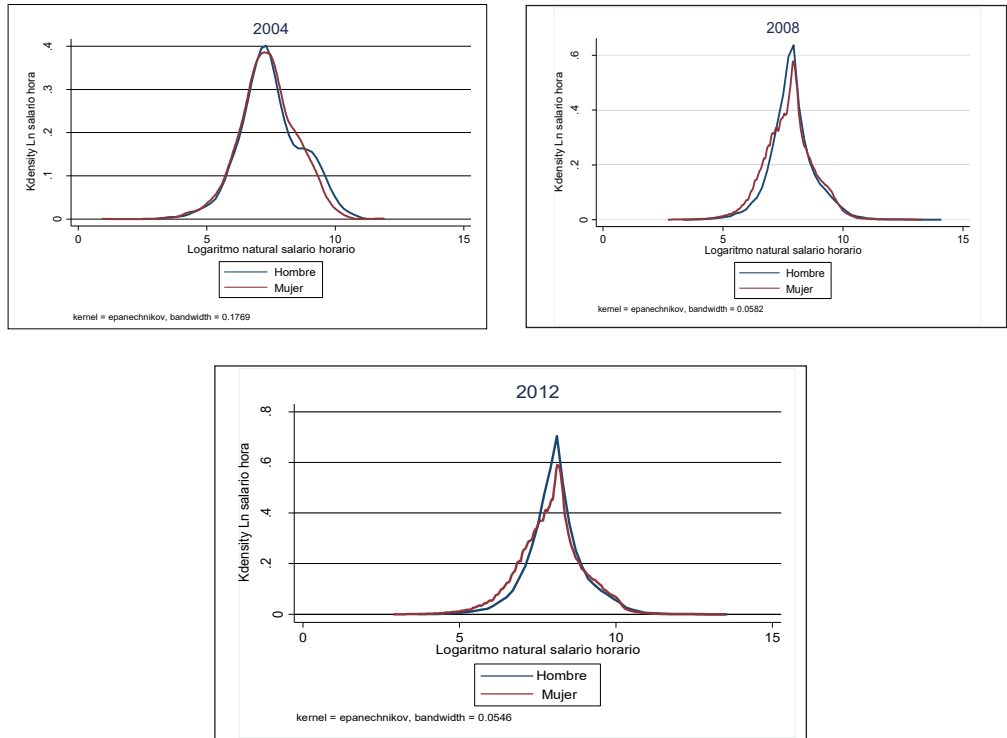 2004
Kdensity Ln salario hora
.4
.3
.2
.1
0
0 5 10 15
Logaritmo natural salario horario
Hombre
Mujer
kernel = epanechnikov, bandwidth = 0.1769
2008
Kdensity Ln salario hora
.6
.4
.2
0
0 5 10 15
Logaritmo natural salario horario
Hombre
Mujer
kernel = epanechnikov, bandwidth = 0.0582
2012
Kdensity Ln salario hora
.8
.6
.4
.2
0
0 5 10 15
Logaritmo natural salario horario
Hombre
Mujer
kernel = epanechnikov, bandwidth = 0.0546